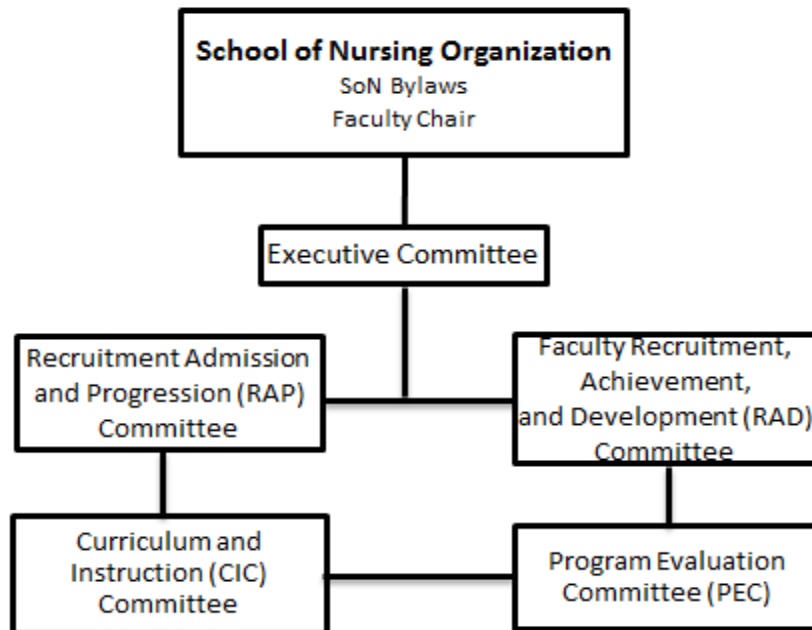 School of Nursing Organization
SoN Bylaws
Faculty Chair
Executive Committee
Recruitment Admission
and Progression (RAP)
Committee
Faculty Recruitment,
Achievement,
and Development (RAD)
Committee
Curriculum and
Instruction (CIC)
Committee
Program Evaluation
Committee (PEC)